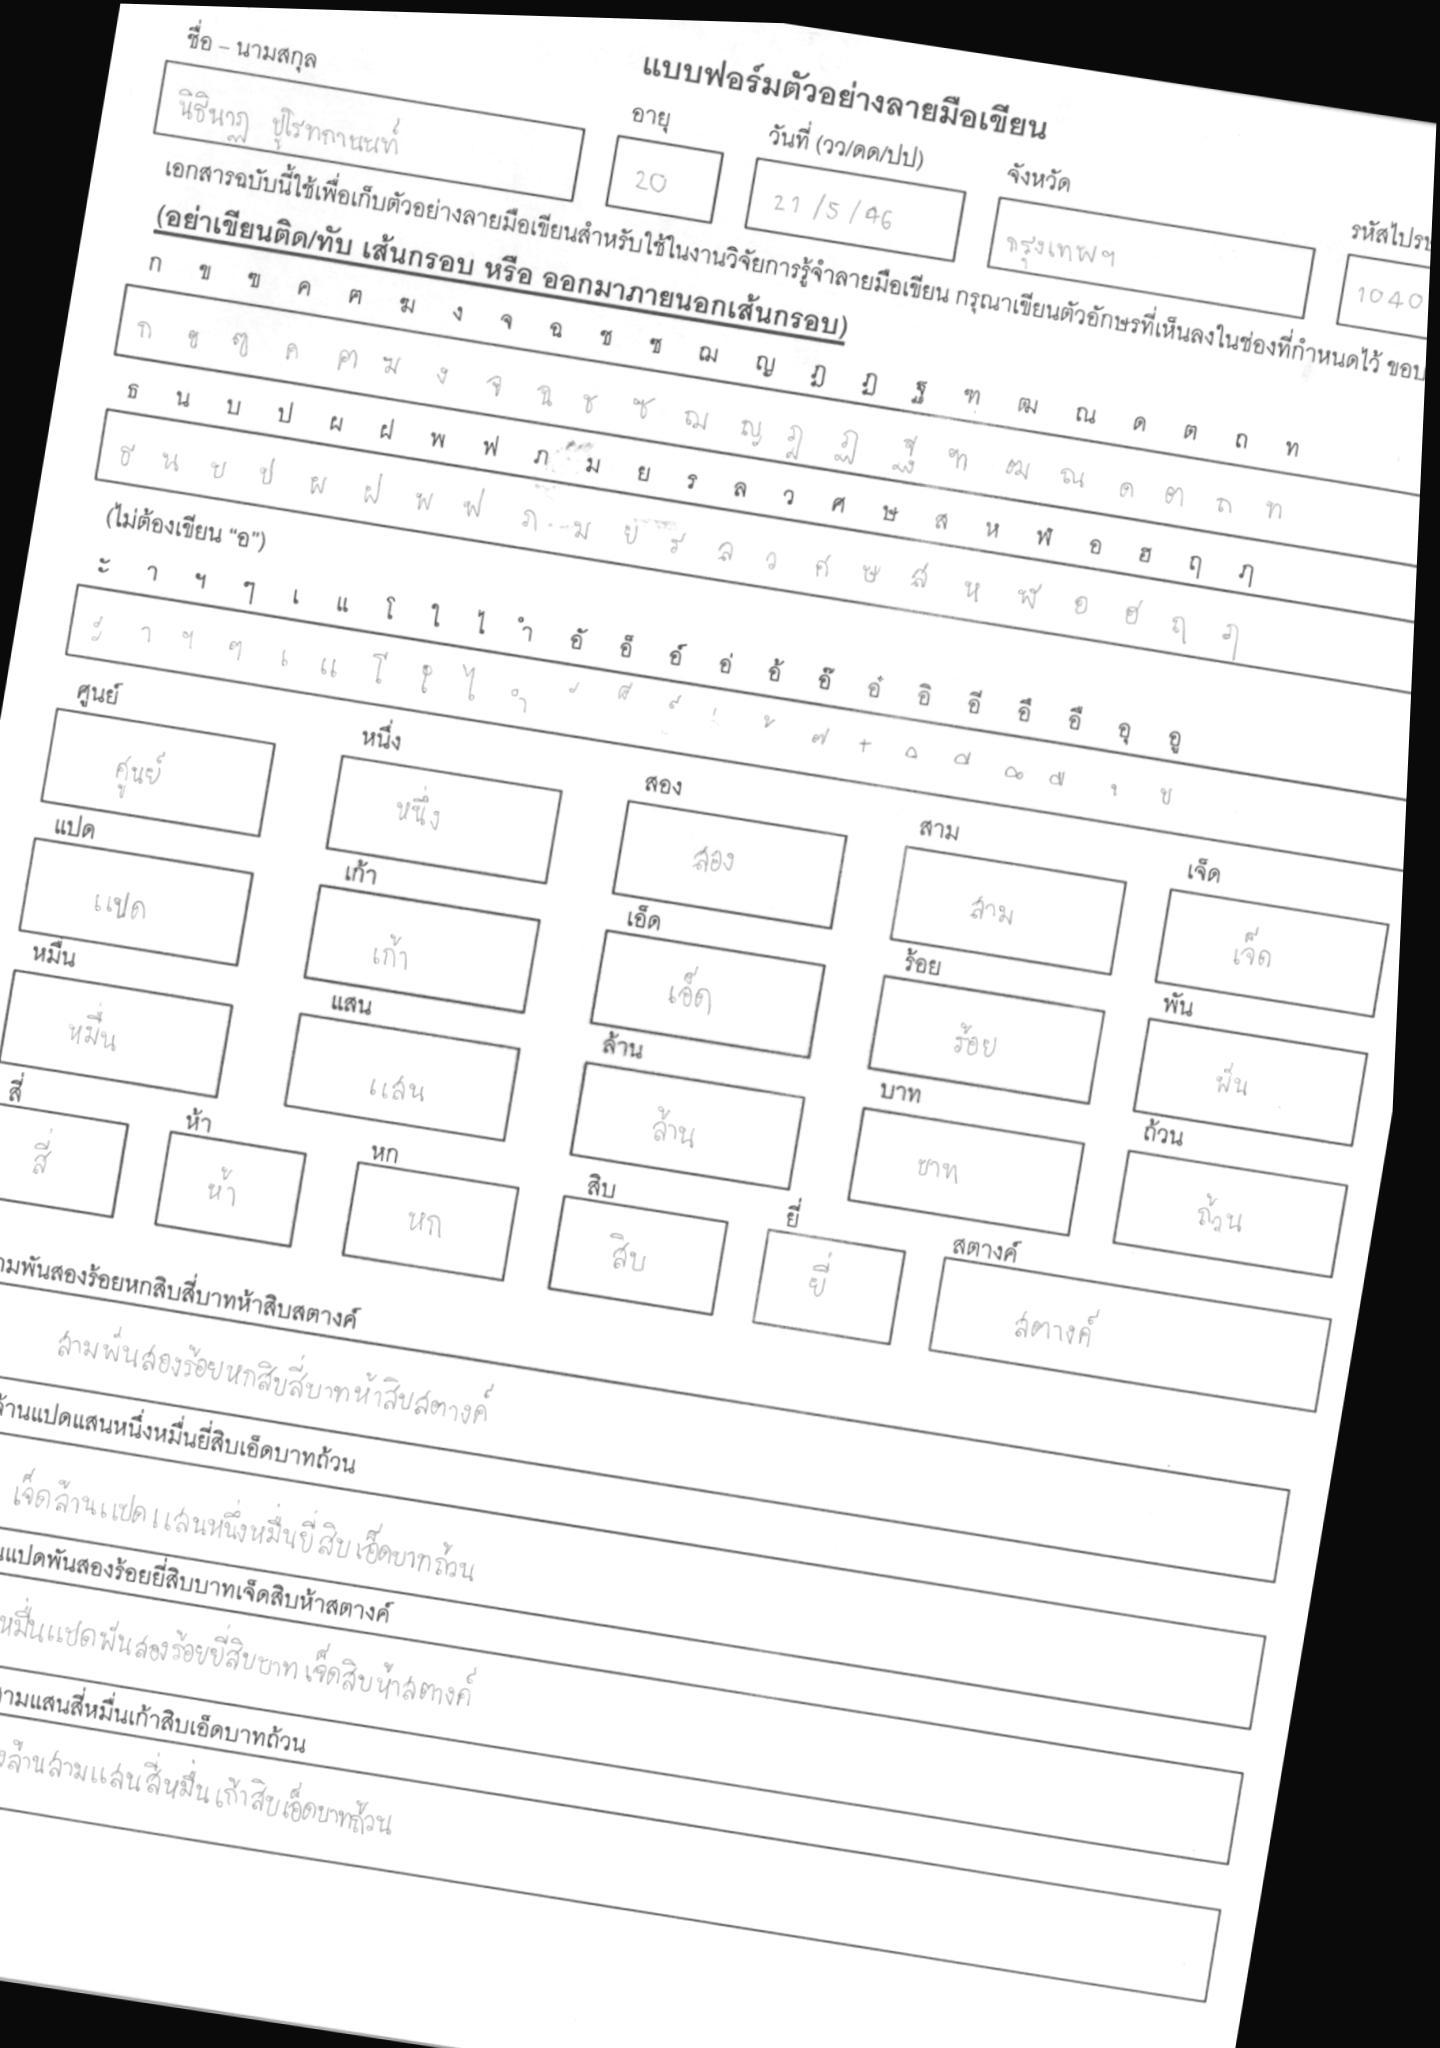 แบบฟอร์มตัวอย่างลายมือเขียน
ชื่อ – นามสกุล อายุ วันที่ (วว/ดด/ปป) จังหวัด
นิธินาฏ 20 21/5/46 กรุงเทพฯ 1040
เอกสารฉบับนี้ใช้เพื่อเก็บตัวอย่างลายมือเขียนสำหรับใช้ในงานวิจัยการรู้จำลายมือเขียน กรุณาเขียนตัวอักษรที่เห็นลงในช่องที่กำหนดไว้ ขอบ
(อย่าเขียนติด/ทับ เส้นกรอบ หรือ ออกมาภายนอกเส้นกรอบ)
ก ข ฃ ค ฅ ฆ ง จ ฉ ช ซ ฌ ญ ฎ ฏ ฐ ฑ ฒ ณ ด ต ถ ท
ก ข ฃ ค ฅ ฆ ง จ ฉ ช ซ ฌ ญ ฎ ฏ ฐ ฑ ฒ ณ ด ต ถ ท
ธ น บ ป ผ ฝ พ ฟ ภ ม ย ร ล ว ศ ษ ส ห ฬ อ ฮ ฤ ฦ
ธ น บ ป ผ ฝ พ ฟ ภ ม ย ร ล ว ศ ษ ส ห ฬ อ ฮ ฤ ฦ
(ไม่ต้องเขียน “อ”)
ะ า ฯ ๆ เ แ โ ใ ไ ำ อั อ็ อ์ อ่ อ้ อ๊ อ๋ อิ อี อึ อื อุ อู
ะ า ฯ ๆ เ แ โ ใ ไ ำ ั ็ ์ ่ ้ ๊ ๋ ิ ี ึ ื ุ ู
ศูนย์ หนึ่ง สอง สาม เจ็ด
ศูนย์ หนึ่ง สอง สาม เจ็ด
แปด เก้า เอ็ด ร้อย พัน
แปด เก้า เอ็ด ร้อย พัน
หมื่น แสน ล้าน บาท ถ้วน
หมื่น แสน ล้าน บาท ถ้วน
สี่ ห้า หก สิบ ยี่ สตางค์
สี่ ห้า หก สิบ ยี่ สตางค์
ามพันสองร้อยหกสิบสี่บาทห้าสิบสตางค์
สามพันสองร้อยหกสิบสี่บาทห้าสิบสตางค์
ล้านแปดแสนหนึ่งหมื่นยี่สิบเอ็ดบาทถ้วน
เจ็ดล้านแปดแสนหนึ่งหมื่นยี่สิบเอ็ดบาทถ้วน
นแปดพันสองร้อยยี่สิบบาทเจ็ดสิบห้าสตางค์
หมื่นแปดพันสองร้อยยี่สิบบาทเจ็ดสิบห้าสตางค์
ามแสนสี่หมื่นเก้าสิบเอ็ดบาทถ้วน
งล้านสามแสนสี่หมื่นเก้าสิบเอ็ดบาทถ้วน